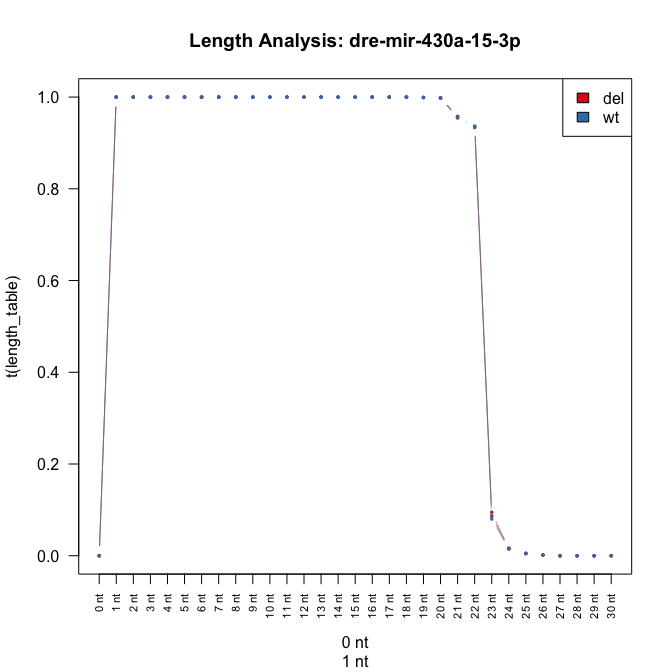 Length Analysis: dre-mir-430a-15-3p
del
wt
1.0
0.8
0.6
0.4
0.2
0.0
t(length_table)
0 nt
1 nt
2 nt
3 nt
4 nt
5 nt
6 nt
7 nt
8 nt
9 nt
10 nt
11 nt
12 nt
13 nt
14 nt
15 nt
16 nt
17 nt
18 nt
19 nt
20 nt
21 nt
22 nt
23 nt
24 nt
25 nt
26 nt
27 nt
28 nt
29 nt
30 nt
0 nt
1 nt